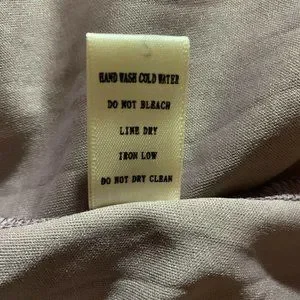 HAND WASH COLD WATER
DO NOT BLEACH
LINE DRY
IRON LOW
DO NOT DRY CLEAN